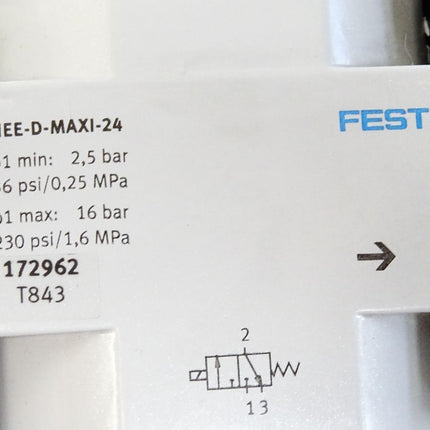 IEE-D-MAXI-24
FEST
1 min: 2,5 bar
6 psi/0,25 MPa
1 max: 16 bar
230 psi/1,6 MPa
172962
T843
2
1 3